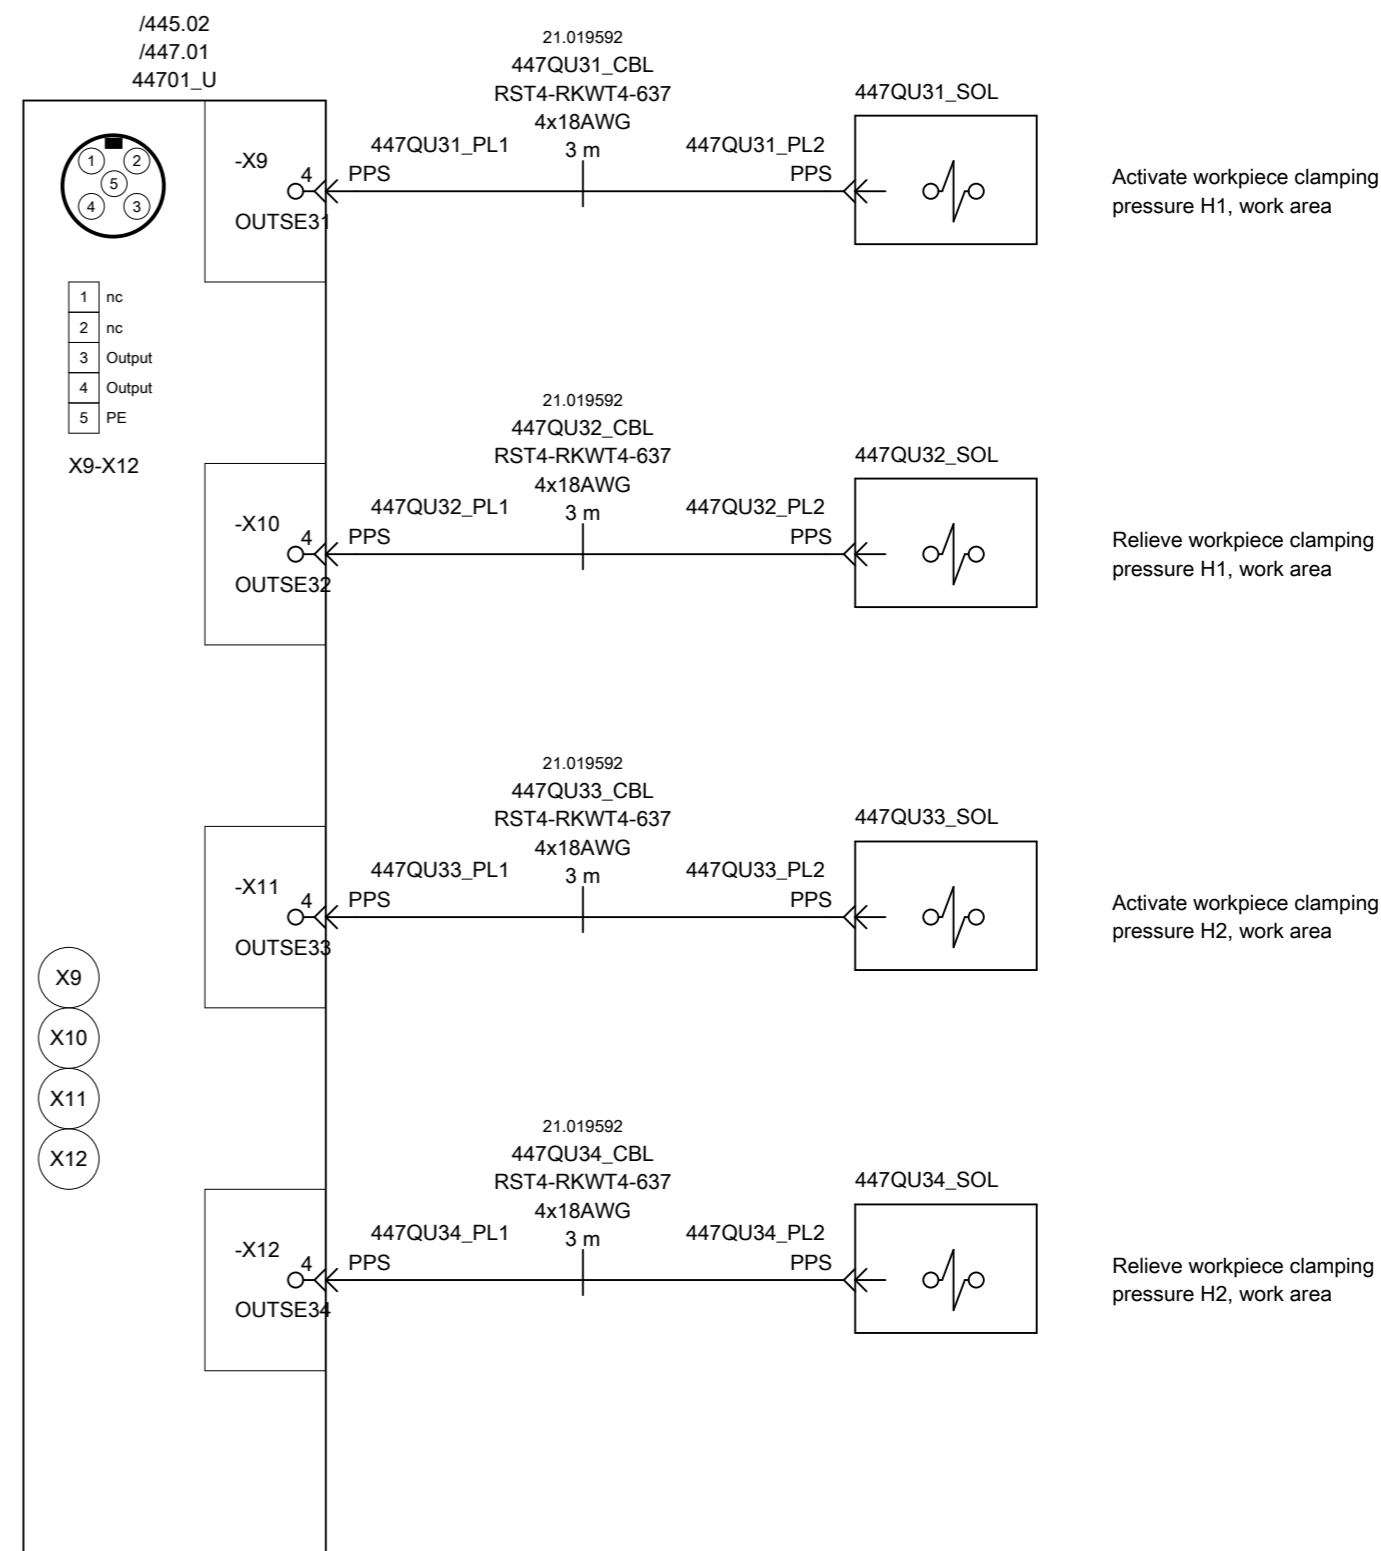 /445.02
/447.01
44701_U
1
2
5
4
3
1 nc
2 nc
3 Output
4 Output
5 PE
X9-X12
-X9
4
OUTSE31
447QU31_PL1
PPS
21.019592
447QU31_CBL
RST4-RKWT4-637
4x18AWG
3 m
447QU31_PL2
PPS
447QU31_SOL
Activate workpiece clamping
pressure H1, work area
-X10
4
OUTSE32
447QU32_PL1
PPS
21.019592
447QU32_CBL
RST4-RKWT4-637
4x18AWG
3 m
447QU32_PL2
PPS
447QU32_SOL
Relieve workpiece clamping
pressure H1, work area
-X11
4
OUTSE33
447QU33_PL1
PPS
21.019592
447QU33_CBL
RST4-RKWT4-637
4x18AWG
3 m
447QU33_PL2
PPS
447QU33_SOL
Activate workpiece clamping
pressure H2, work area
X9
X10
X11
X12
-X12
4
OUTSE34
447QU34_PL1
PPS
21.019592
447QU34_CBL
RST4-RKWT4-637
4x18AWG
3 m
447QU34_PL2
PPS
447QU34_SOL
Relieve workpiece clamping
pressure H2, work area